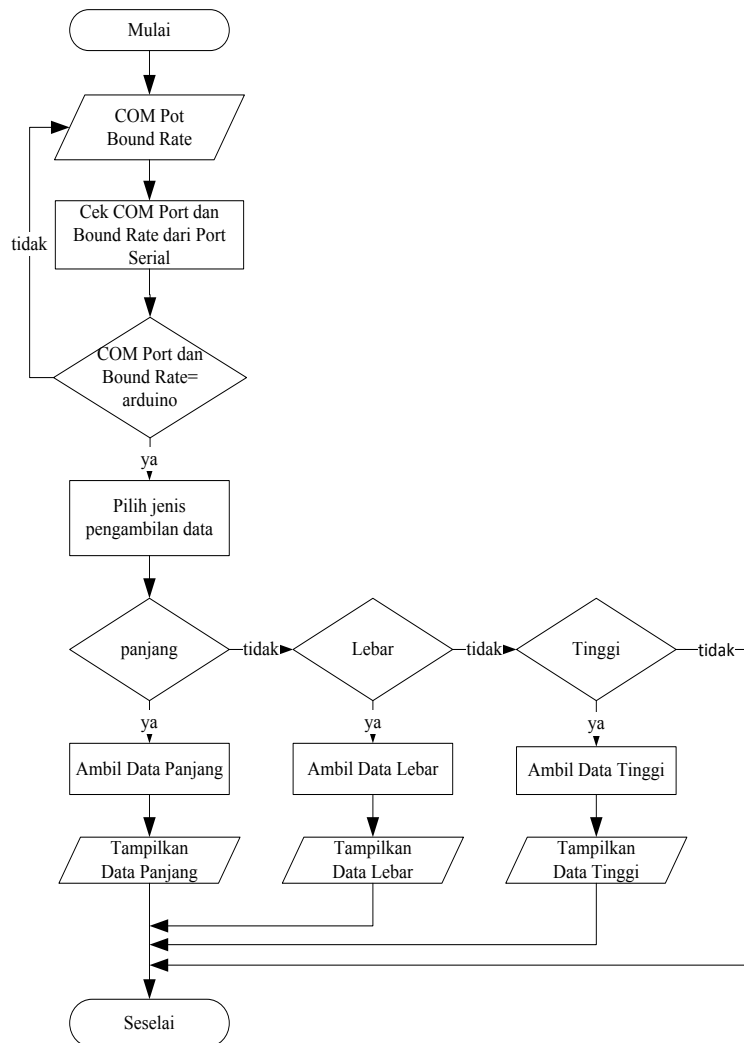 Mulai
COM Pot
Bound Rate
Cek COM Port dan
Bound Rate dari Port
Serial
tidak
COM Port dan
Bound Rate=
arduino
ya
Pilih jenis
pengambilan data
panjang
tidak
Lebar
tidak
Tinggi
tidak
ya
ya
ya
Ambil Data Panjang
Ambil Data Lebar
Ambil Data Tinggi
Tampilkan
Data Panjang
Tampilkan
Data Lebar
Tampilkan
Data Tinggi
Seselai